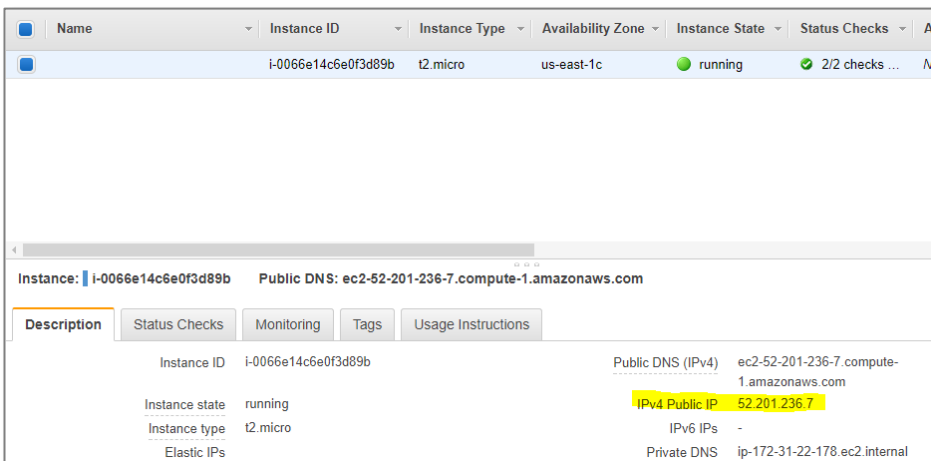 Name Instance ID Instance Type Availability Zone Instance State Status Checks A
i-0066e14c6e0f3d89b t2.micro us-east-1c running 2/2 checks ... N
Instance: i-0066e14c6e0f3d89b Public DNS: ec2-52-201-236-7.compute-1.amazonaws.com
Description Status Checks Monitoring Tags Usage Instructions
Instance ID i-0066e14c6e0f3d89b Public DNS (IPv4) ec2-52-201-236-7.compute-
1.amazonaws.com
Instance state running IPv4 Public IP 52.201.236.7
Instance type t2.micro IPv6 IPs -
Elastic IPs Private DNS ip-172-31-22-178.ec2.internal